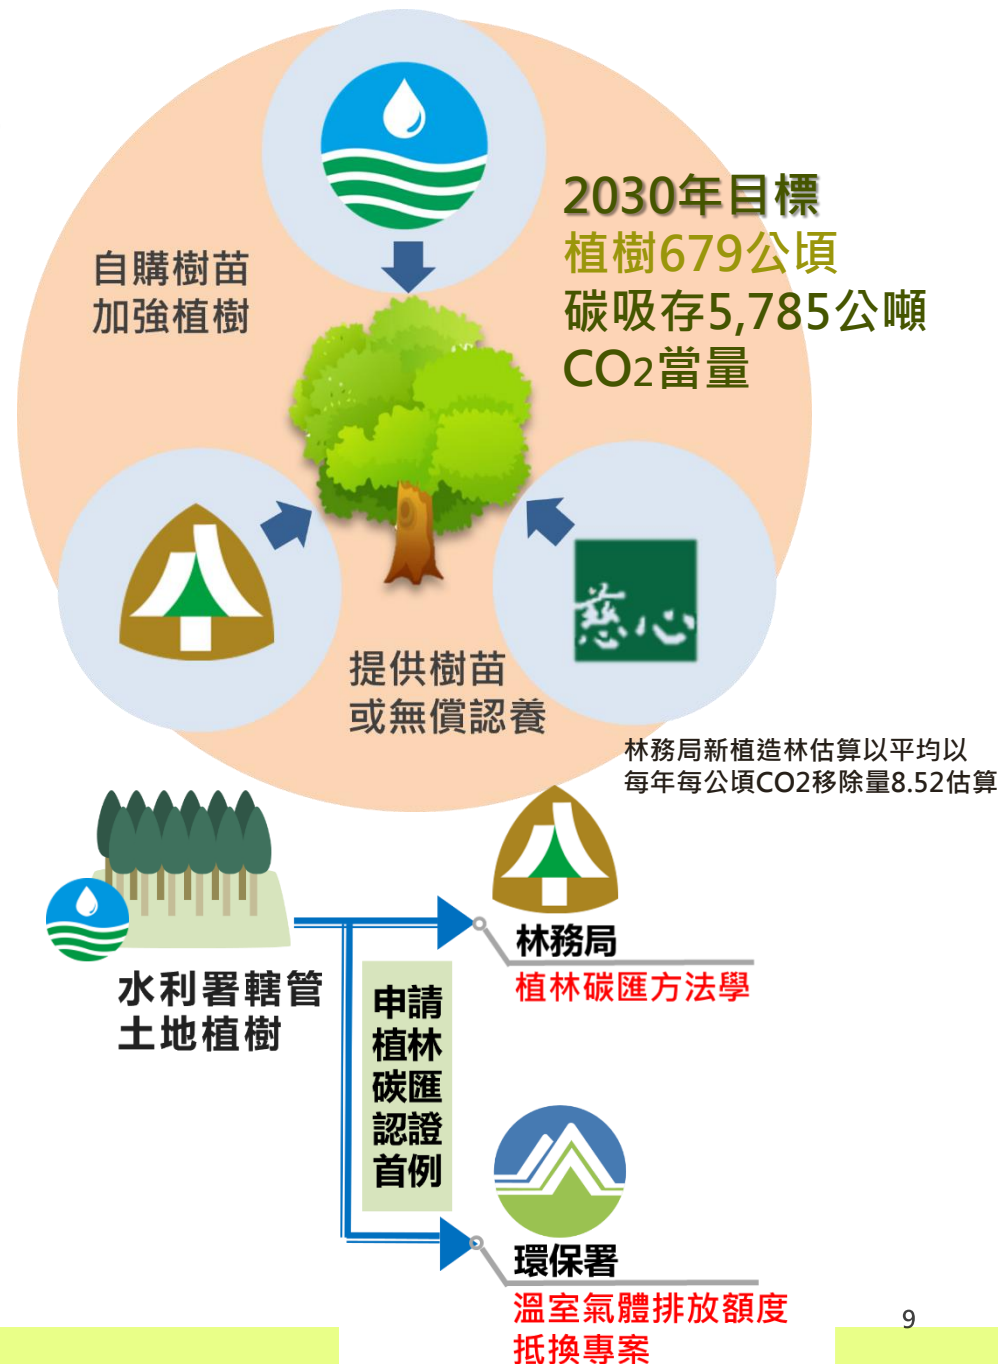 2030年目標
植樹679公頃
碳吸存5,785公噸
CO2當量
自購樹苗
加強植樹
慈心
提供樹苗
或無償認養
林務局新植造林估算以平均以
每年每公頃CO2移除量8.52估算
水利署轄管
土地植樹
申請
植林
碳匯
認證
首例
林務局
植林碳匯方法學
環保署
溫室氣體排放額度
抵換專案
9